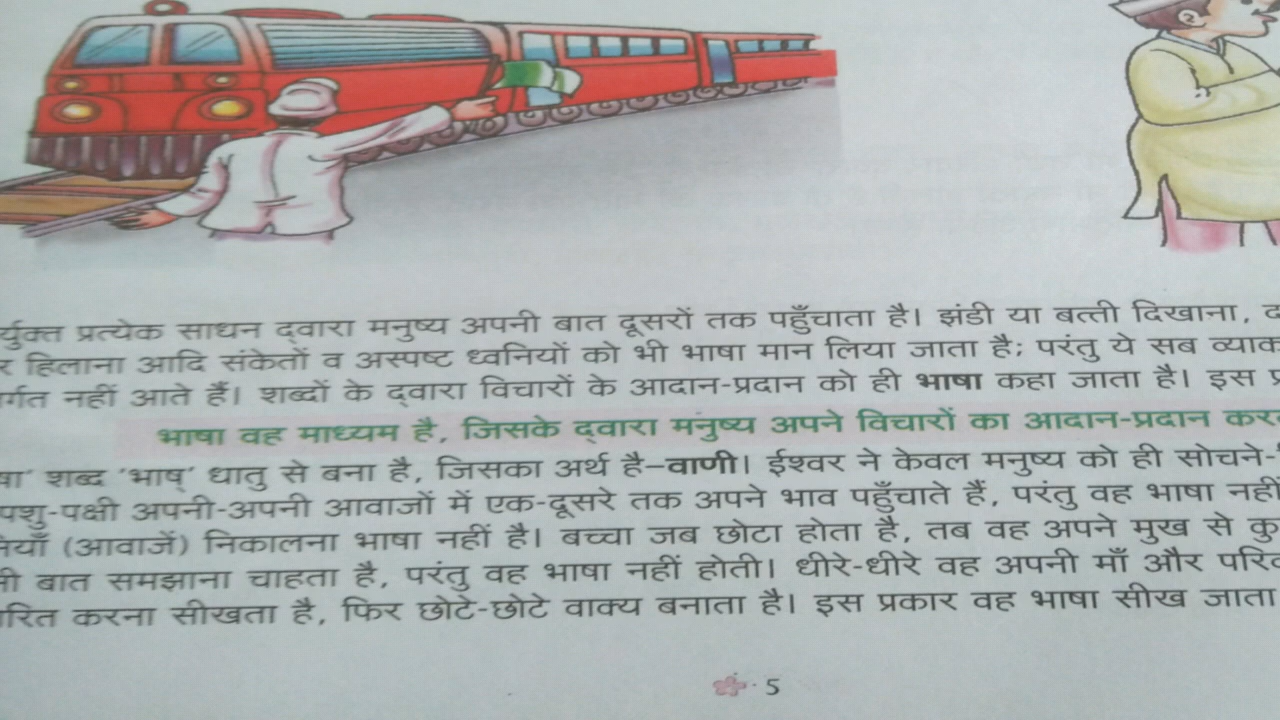 प्रत्येक साधन द्वारा मनुष्य अपनी बात दूसरों तक पहुँचाता है। झंडी या बत्ती दिखाना,
हिलाना आदि संकेतों व अस्पष्ट ध्वनियों को भी भाषा मान लिया जाता है; परंतु ये सब
नहीं आते हैं। शब्दों के द्वारा विचारों के आदान-प्रदान को ही भाषा कहा जाता है। इस
भाषा वह माध्यम है, जिसके द्वारा मनुष्य अपने विचारों का आदान-प्रदान
शब्द 'भाष्' धातु से बना है, जिसका अर्थ है–वाणी। ईश्वर ने केवल मनुष्य को ही सोचने-
पशु-पक्षी अपनी-अपनी आवाजों में एक-दूसरे तक अपने भाव पहुँचाते हैं, परंतु वह भाषा नहीं
(आवाजें) निकालना भाषा नहीं है। बच्चा जब छोटा होता है, तब वह अपने मुख से
बात समझाना चाहता है, परंतु वह भाषा नहीं होती। धीरे-धीरे वह अपनी माँ और
करना सीखता है, फिर छोटे-छोटे वाक्य बनाता है। इस प्रकार वह भाषा सीख जाता
5